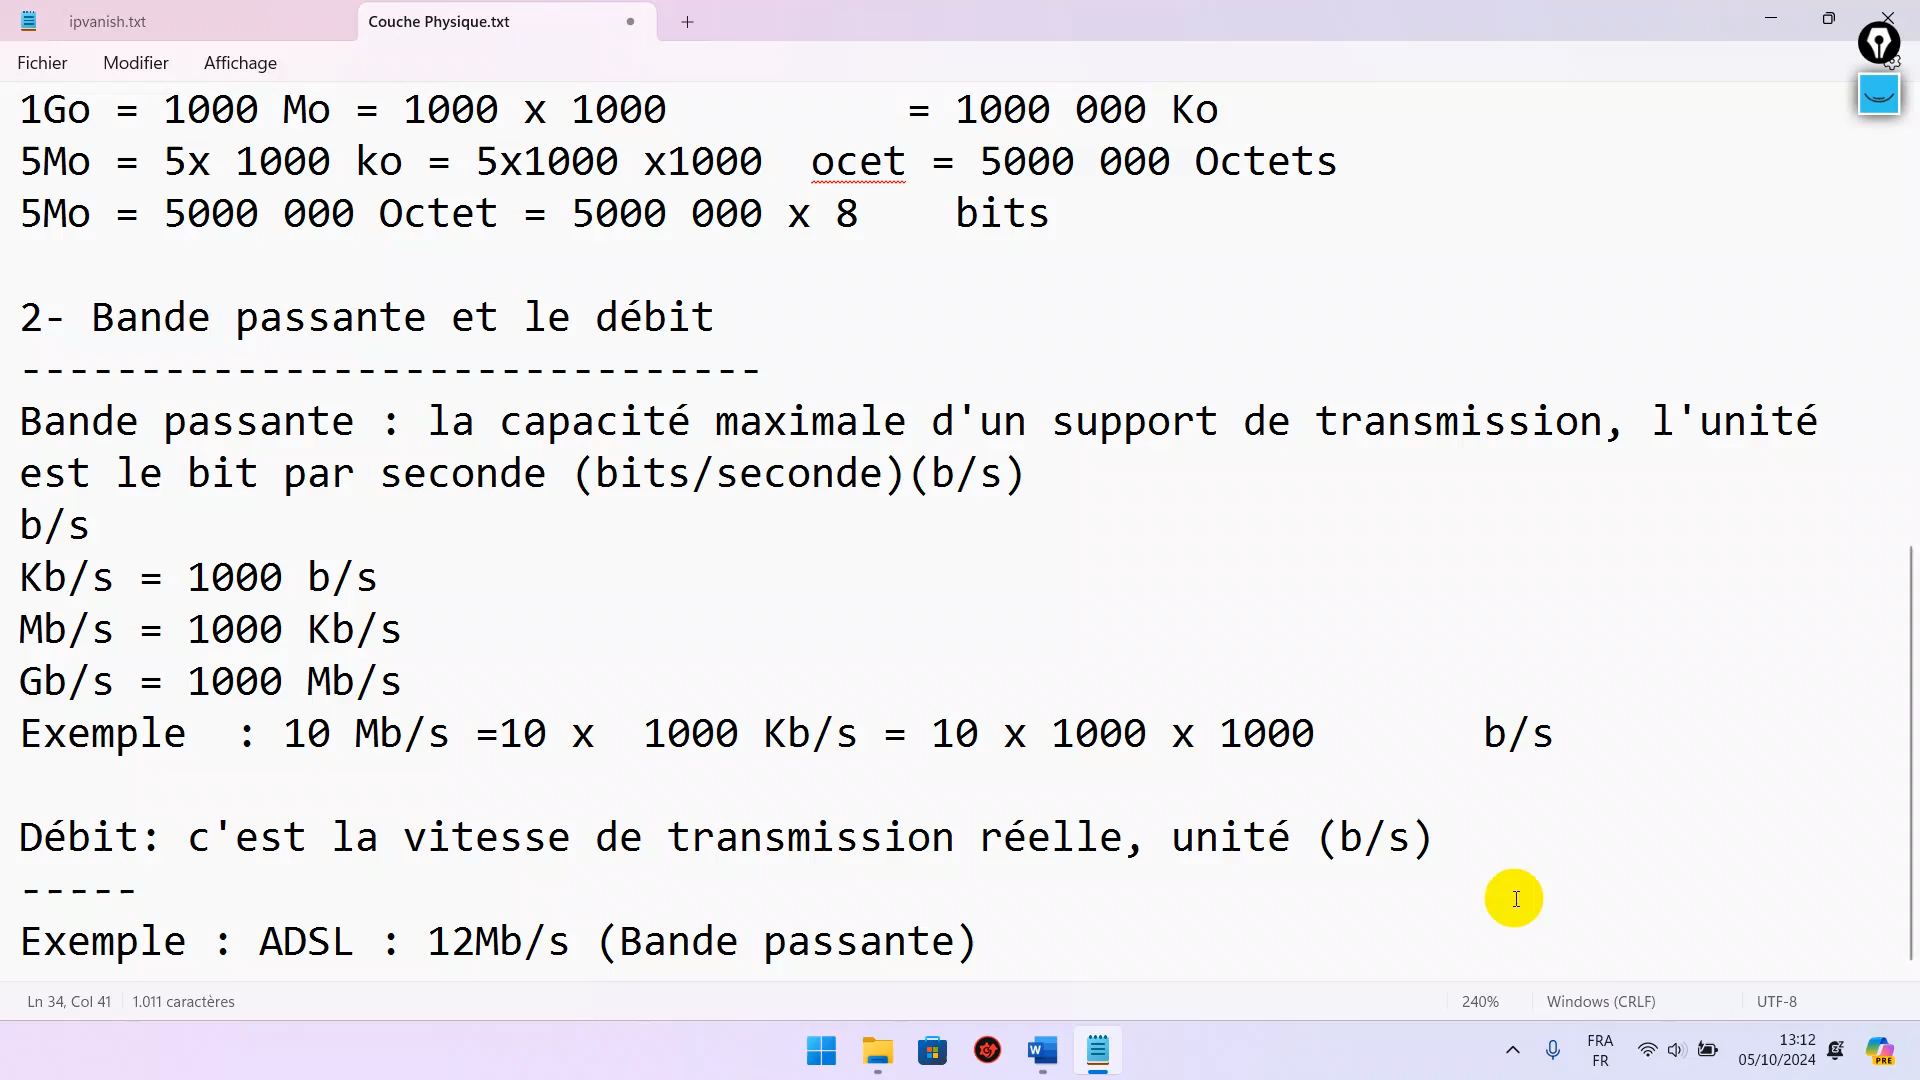 ipvanish.txt
Couche Physique.txt
Fichier Modifier Affichage
1Go = 1000 Mo = 1000 x 1000 = 1000 000 Ko
5Mo = 5x 1000 ko = 5x1000 x1000 ocet = 5000 000 Octets
5Mo = 5000 000 Octet = 5000 000 x 8 bits
2- Bande passante et le débit
-------------------------------
Bande passante : la capacité maximale d'un support de transmission, l'unité
est le bit par seconde (bits/seconde)(b/s)
b/s
Kb/s = 1000 b/s
Mb/s = 1000 Kb/s
Gb/s = 1000 Mb/s
Exemple : 10 Mb/s =10 x 1000 Kb/s = 10 x 1000 x 1000 b/s
Débit: c'est la vitesse de transmission réelle, unité (b/s)
-----
Exemple : ADSL : 12Mb/s (Bande passante)
Ln 34, Col 41 1.011 caractères 240% Windows (CRLF) UTF-8
FRA
FR
13:12
05/10/2024
PRE